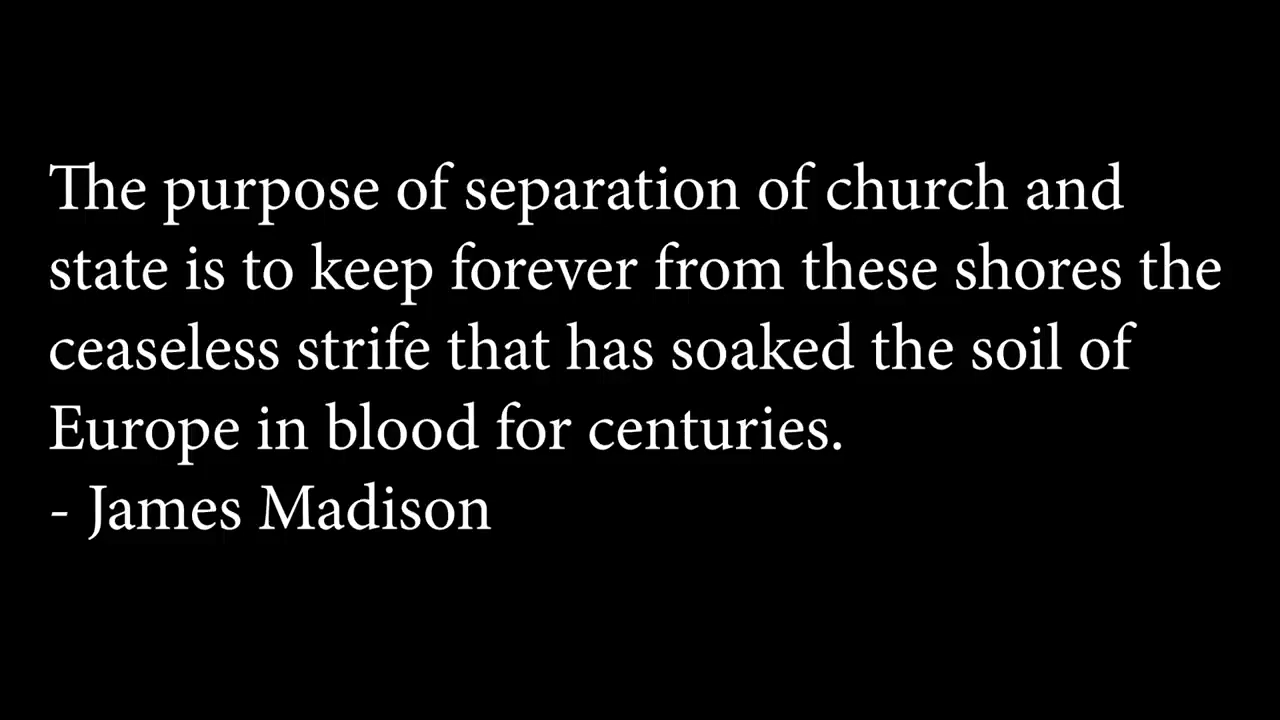 The purpose of separation of church and
state is to keep forever from these shores the
ceaseless strife that has soaked the soil of
Europe in blood for centuries.
- James Madison